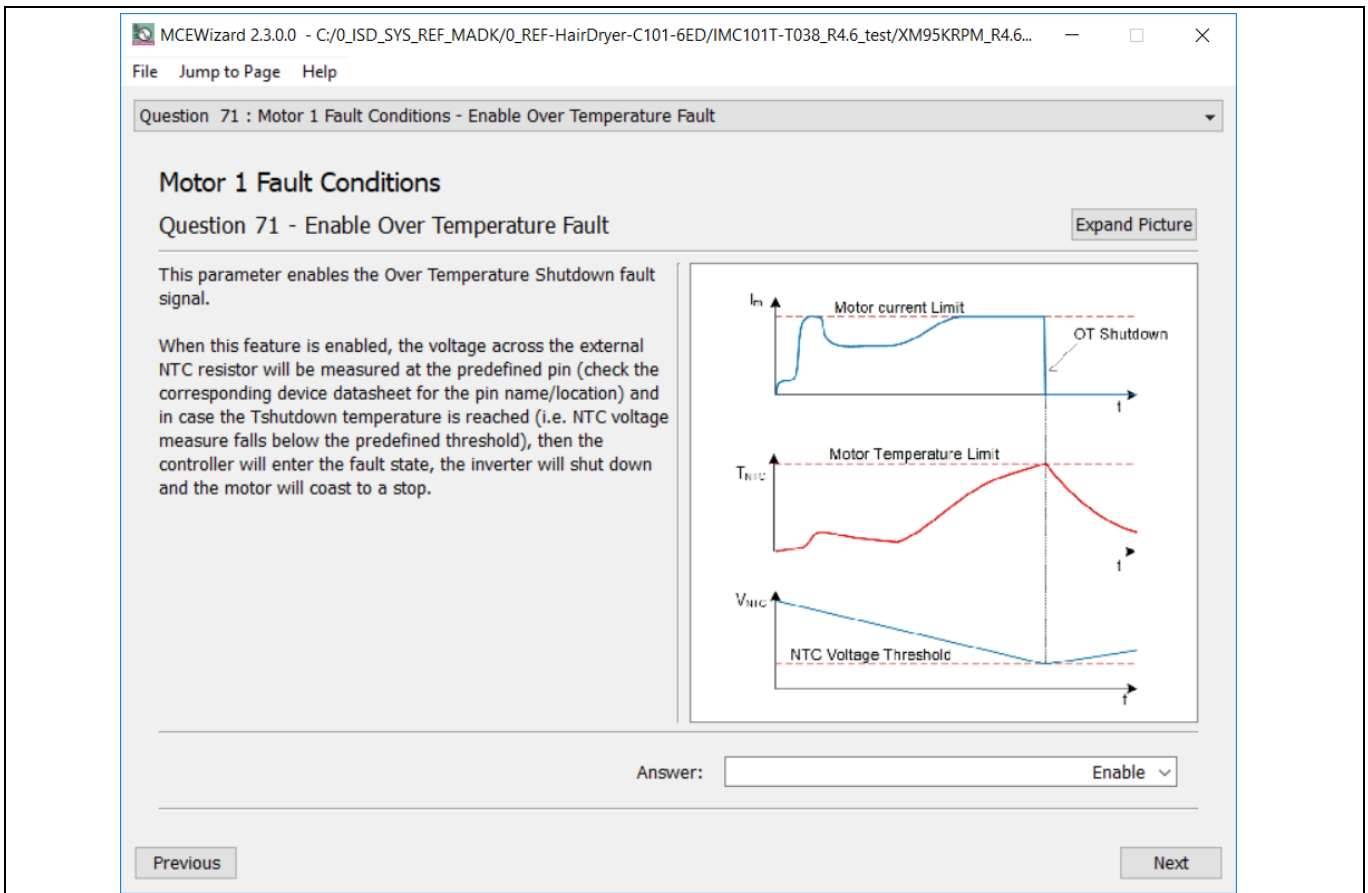 MCEWizard 2.3.0.0 - C:/0_ISD_SYS_REF_MADK/0_REF-HairDryer-C101-6ED/IMC101T-T038_R4.6_test/XM95KRPM_R4.6...
File Jump to Page Help
Question 71 : Motor 1 Fault Conditions - Enable Over Temperature Fault
Motor 1 Fault Conditions
Question 71 - Enable Over Temperature Fault
Expand Picture
This parameter enables the Over Temperature Shutdown fault
signal.
When this feature is enabled, the voltage across the external
NTC resistor will be measured at the predefined pin (check the
corresponding device datasheet for the pin name/location) and
in case the Tshutdown temperature is reached (i.e. NTC voltage
measure falls below the predefined threshold), then the
controller will enter the fault state, the inverter will shut down
and the motor will coast to a stop.
Im
Motor current Limit
OT Shutdown
t
Motor Temperature Limit
TNTC
t
VNTC
NTC Voltage Threshold
t
Answer:
Enable
Previous
Next